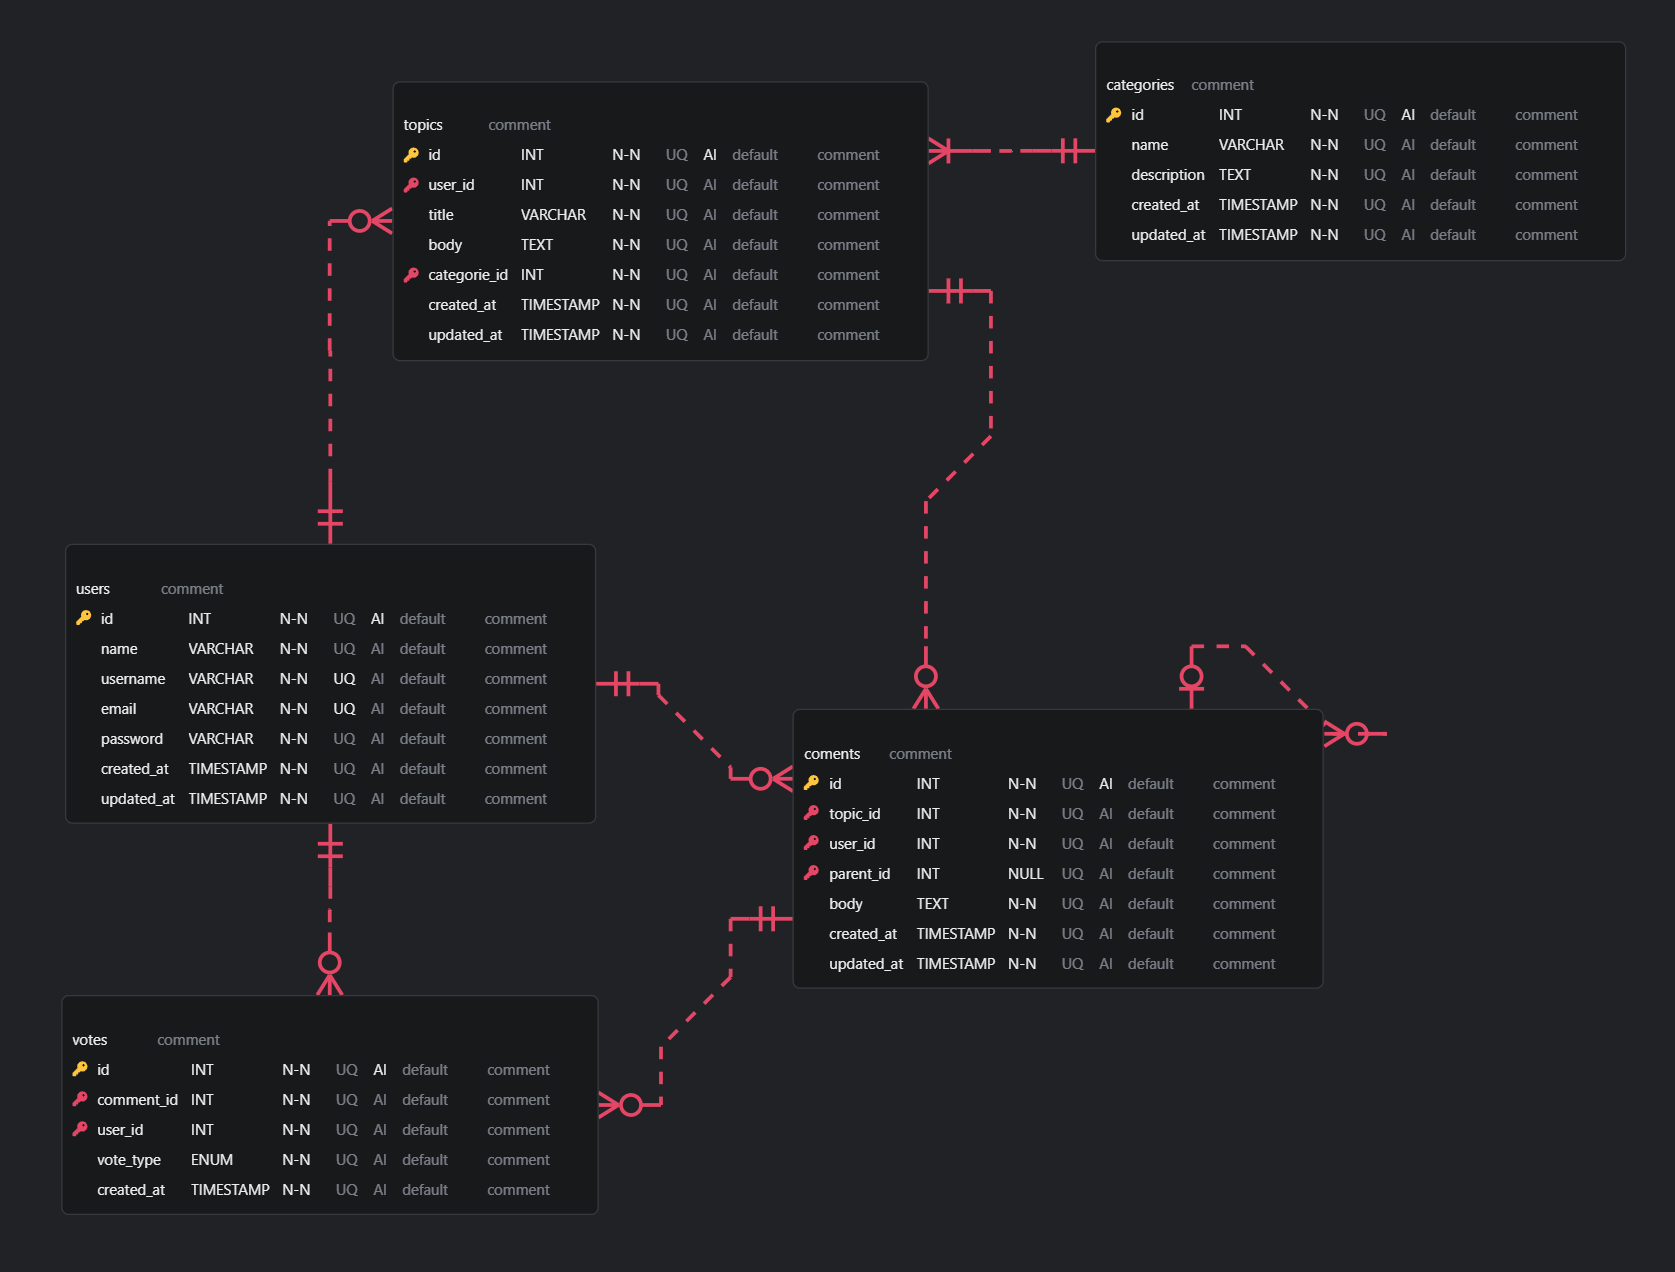 categories comment
id INT N-N UQ AI default comment
name VARCHAR N-N UQ AI default comment
description TEXT N-N UQ AI default comment
created_at TIMESTAMP N-N UQ AI default comment
updated_at TIMESTAMP N-N UQ AI default comment
topics comment
id INT N-N UQ AI default comment
user_id INT N-N UQ AI default comment
title VARCHAR N-N UQ AI default comment
body TEXT N-N UQ AI default comment
categorie_id INT N-N UQ AI default comment
created_at TIMESTAMP N-N UQ AI default comment
updated_at TIMESTAMP N-N UQ AI default comment
users comment
id INT N-N UQ AI default comment
name VARCHAR N-N UQ AI default comment
username VARCHAR N-N UQ AI default comment
email VARCHAR N-N UQ AI default comment
password VARCHAR N-N UQ AI default comment
created_at TIMESTAMP N-N UQ AI default comment
updated_at TIMESTAMP N-N UQ AI default comment
coments comment
id INT N-N UQ AI default comment
topic_id INT N-N UQ AI default comment
user_id INT N-N UQ AI default comment
parent_id INT NULL UQ AI default comment
body TEXT N-N UQ AI default comment
created_at TIMESTAMP N-N UQ AI default comment
updated_at TIMESTAMP N-N UQ AI default comment
votes comment
id INT N-N UQ AI default comment
comment_id INT N-N UQ AI default comment
user_id INT N-N UQ AI default comment
vote_type ENUM N-N UQ AI default comment
created_at TIMESTAMP N-N UQ AI default comment